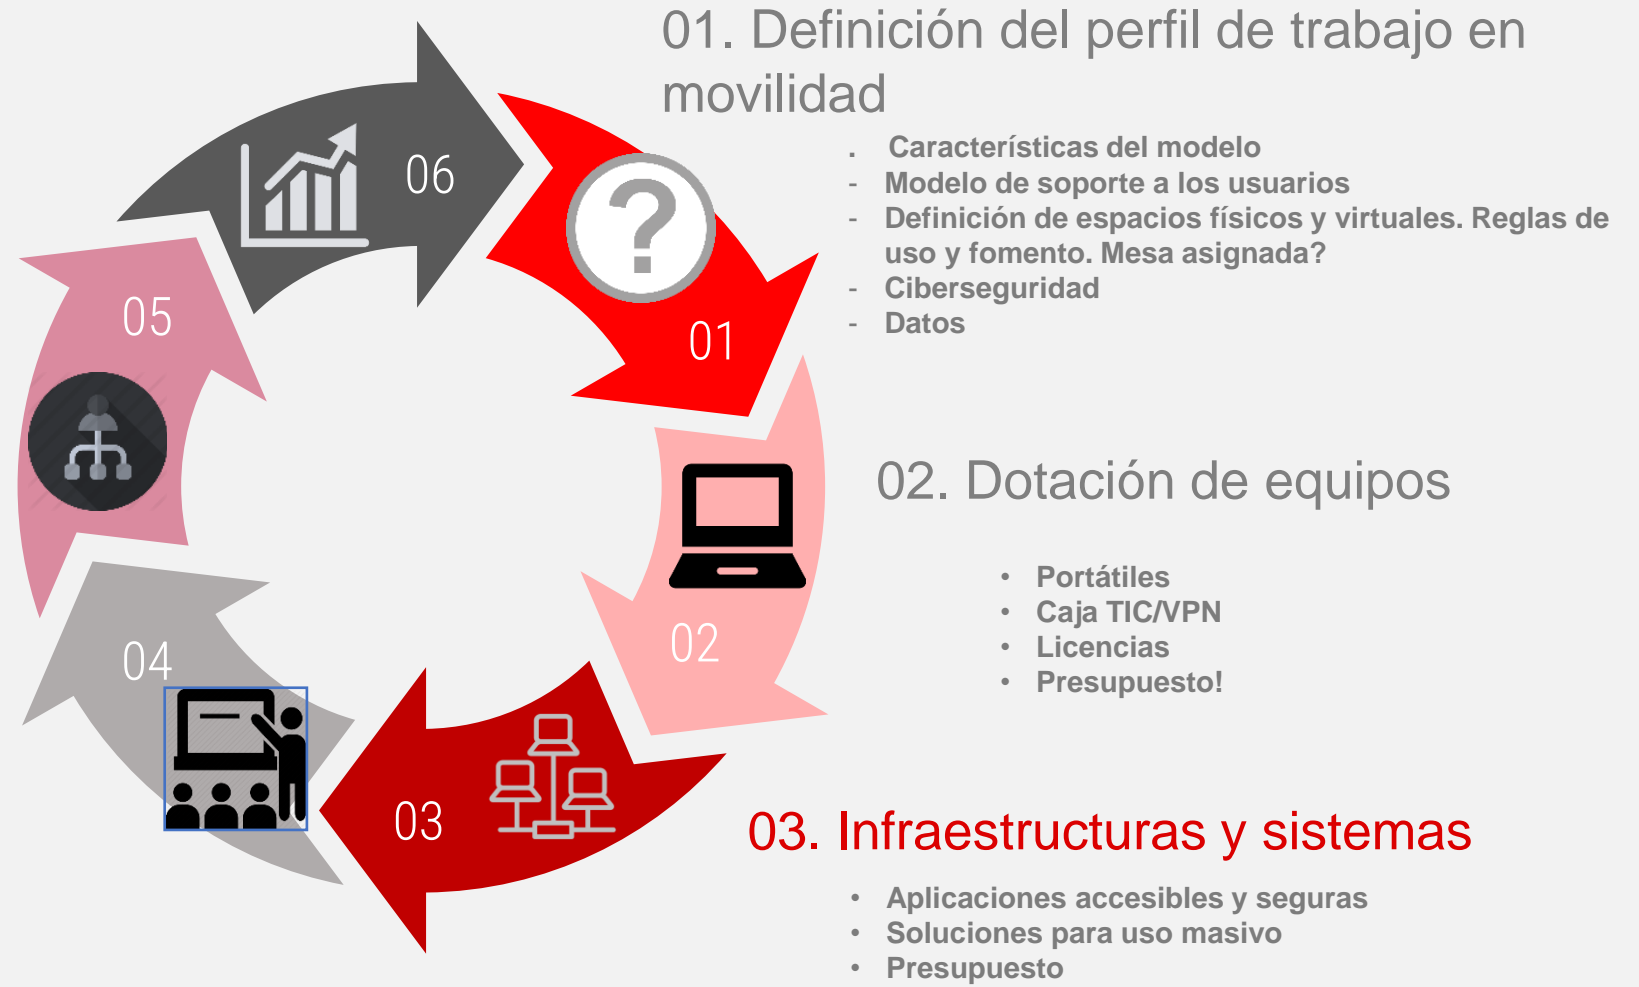 01. Definición del perfil de trabajo en
movilidad
. Características del modelo
- Modelo de soporte a los usuarios
- Definición de espacios físicos y virtuales. Reglas de
uso y fomento. Mesa asignada?
- Ciberseguridad
- Datos
02. Dotación de equipos
• Portátiles
• Caja TIC/VPN
• Licencias
• Presupuesto!
03. Infraestructuras y sistemas
• Aplicaciones accesibles y seguras
• Soluciones para uso masivo
• Presupuesto
06
?
01
05
02
04
03